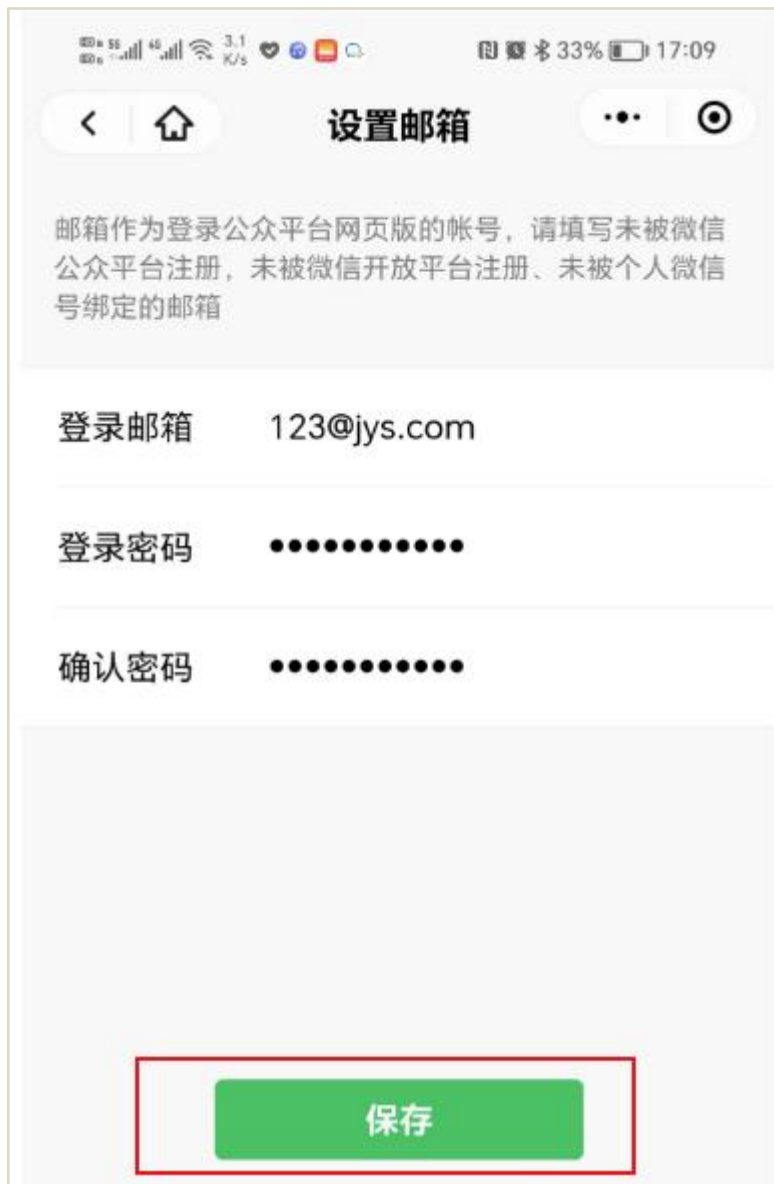 3.1
K/s
33%
17:09
设置邮箱
邮箱作为登录公众平台网页版的帐号，请填写未被微信
公众平台注册，未被微信开放平台注册、未被个人微信
号绑定的邮箱
登录邮箱 123@jys.com
登录密码 •••••••••••
确认密码 •••••••••••
保存